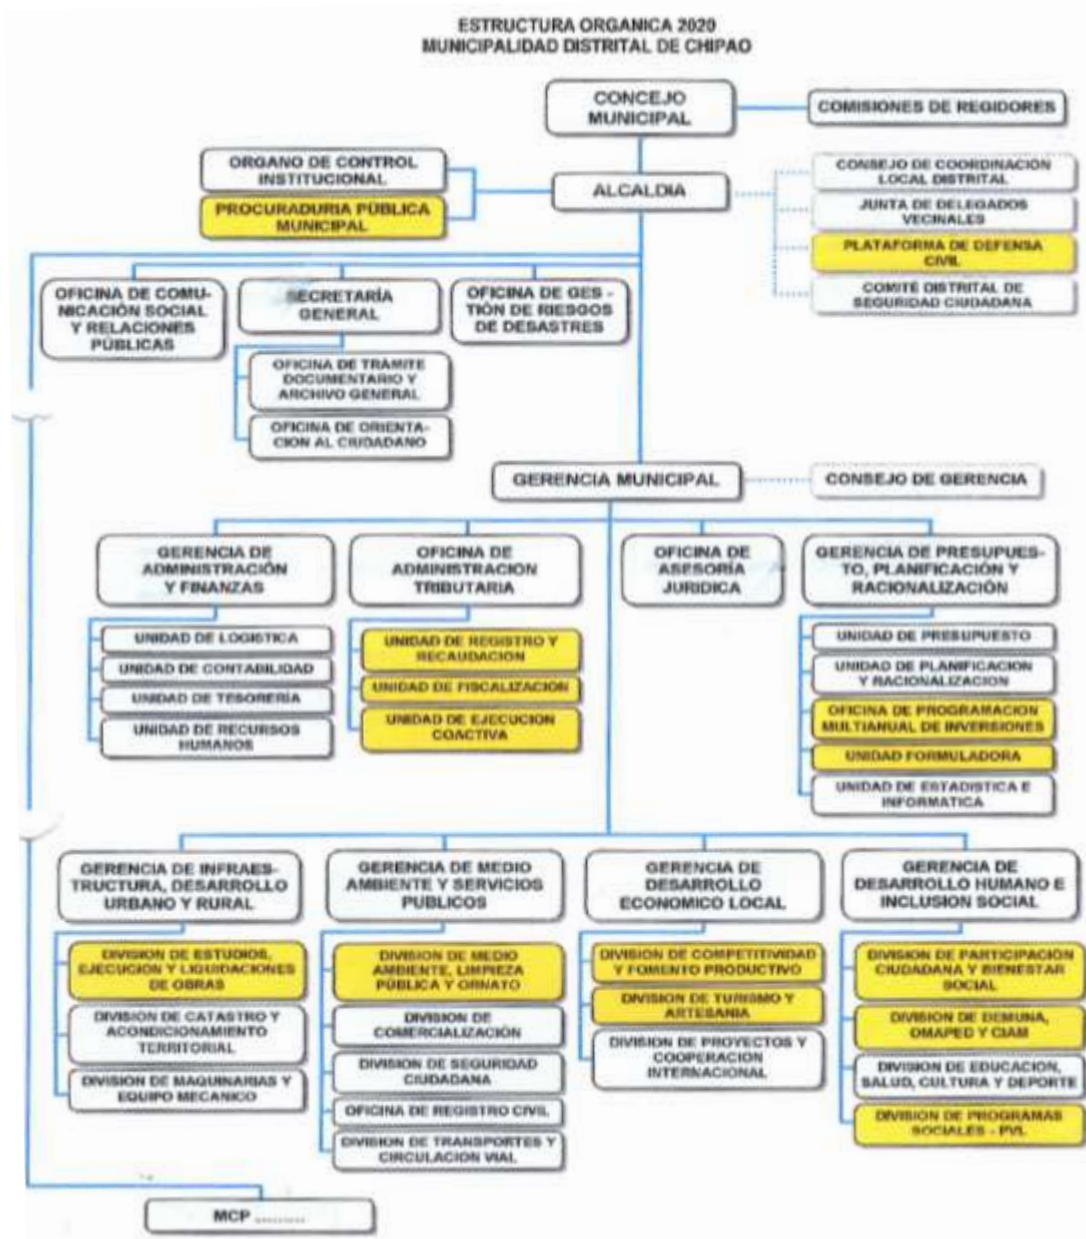 ESTRUCTURA ORGANICA 2020
MUNICIPALIDAD DISTRITAL DE CHIPAO
CONCEJO
MUNICIPAL
COMISIONES DE REGIDORES
ORGANO DE CONTROL
INSTITUCIONAL
PROCURADURIA PÚBLICA
MUNICIPAL
ALCALDIA
CONSEJO DE COORDINACIÓN
LOCAL DISTRITAL
JUNTA DE DELEGADOS
VECINALES
PLATAFORMA DE DEFENSA
CIVIL
COMITÉ DISTRITAL DE
SEGURIDAD CIUDADANA
OFICINA DE COMU-
NICACIÓN SOCIAL
Y RELACIONES
PÚBLICAS
SECRETARÍA
GENERAL
OFICINA DE GES -
TIÓN DE RIESGOS
DE DESASTRES
OFICINA DE TRÁMITE
DOCUMENTARIO Y
ARCHIVO GENERAL
OFICINA DE ORIENTA-
CION AL CIUDADANO
GERENCIA MUNICIPAL
CONSEJO DE GERENCIA
GERENCIA DE
ADMINISTRACIÓN
Y FINANZAS
UNIDAD DE LOGISTICA
UNIDAD DE CONTABILIDAD
UNIDAD DE TESORERÍA
UNIDAD DE RECURSOS
HUMANOS
OFICINA DE
ADMINISTRACION
TRIBUTARIA
UNIDAD DE REGISTRO Y
RECAUDACION
UNIDAD DE FISCALIZACION
UNIDAD DE EJECUCION
COACTIVA
OFICINA DE
ASESORÍA
JURIDICA
GERENCIA DE PRESUPUES-
TO, PLANIFICACIÓN Y
RACIONALIZACIÓN
UNIDAD DE PRESUPUESTO
UNIDAD DE PLANIFICACION
Y RACIONALIZACION
OFICINA DE PROGRAMACION
MULTIANUAL DE INVERSIONES
UNIDAD FORMULADORA
UNIDAD DE ESTADISTICA E
INFORMATICA
GERENCIA DE INFRAES-
TRUCTURA, DESARROLLO
URBANO Y RURAL
DIVISION DE ESTUDIOS,
EJECUCIÓN Y LIQUIDACIONES
DE OBRAS
DIVISION DE CATASTRO Y
ACONDICIONAMIENTO
TERRITORIAL
DIVISION DE MAQUINARIAS Y
EQUIPO MECANICO
GERENCIA DE MEDIO
AMBIENTE Y SERVICIOS
PUBLICOS
DIVISION DE MEDIO
AMBIENTE, LIMPIEZA
PÚBLICA Y ORNATO
DIVISION DE
COMERCIALIZACIÓN
DIVISION DE SEGURIDAD
CIUDADANA
OFICINA DE REGISTRO CIVIL
DIVISION DE TRANSPORTES Y
CIRCULACION VIAL
GERENCIA DE
DESARROLLO
ECONOMICO LOCAL
DIVISION DE COMPETITIVIDAD
Y FOMENTO PRODUCTIVO
DIVISION DE TURISMO Y
ARTESANIA
DIVISION DE PROYECTOS Y
COOPERACION
INTERNACIONAL
GERENCIA DE
DESARROLLO HUMANO E
INCLUSION SOCIAL
DIVISION DE PARTICIPACIÓN
CIUDADANA Y BIENESTAR
SOCIAL
DIVISION DE DEMUNA,
OMAPED Y CIAM
DIVISION DE EDUCACION,
SALUD, CULTURA Y DEPORTE
DIVISION DE PROGRAMAS
SOCIALES - PVL
MCP ..........